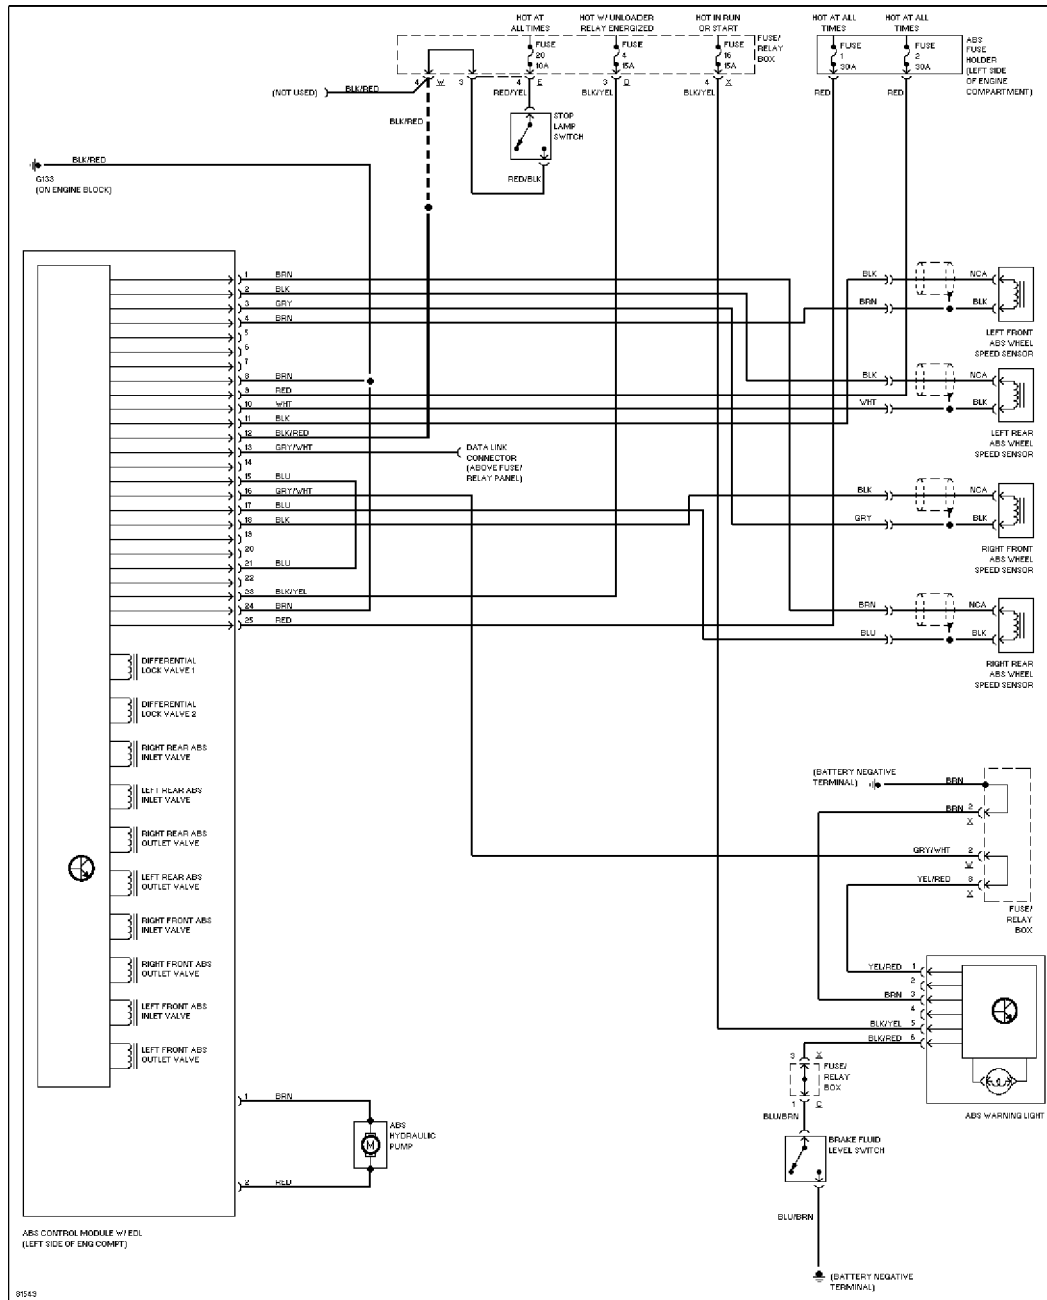 HOT AT
ALL TIMES
HOT W/ UNLOADER
RELAY ENERGIZED
HOT IN RUN
OR START
HOT AT ALL
TIMES
HOT AT ALL
TIMES
FUSE
20
10A
FUSE
4
15A
FUSE
16
15A
FUSE/
RELAY
BOX
FUSE
1
30A
FUSE
2
30A
ABS
FUSE
HOLDER
(LEFT SIDE
OF ENGINE
COMPARTMENT)
4 W 3 4 E 3 D 4 X
(NOT USED)
BLK/RED
RED/YEL
BLK/YEL
BLK/YEL
RED
RED
BLK/RED
STOP
LAMP
SWITCH
RED/BLK
BLK/RED
G133
(ON ENGINE BLOCK)
1 BRN
2 BLK
3 GRY
4 BRN
5
6
7
8 BRN
9 RED
10 WHT
11 BLK
12 BLK/RED
13 GRY/WHT
14
15 BLU
16 GRY/WHT
17 BLU
18 BLK
19
20
21 BLU
22
23 BLK/YEL
24 BRN
25 RED
DATA LINK
CONNECTOR
(ABOVE FUSE/
RELAY PANEL)
BLK NCA
BRN BLK
LEFT FRONT
ABS WHEEL
SPEED SENSOR
BLK NCA
WHT BLK
LEFT REAR
ABS WHEEL
SPEED SENSOR
BLK NCA
GRY BLK
RIGHT FRONT
ABS WHEEL
SPEED SENSOR
BRN NCA
BLU BLK
RIGHT REAR
ABS WHEEL
SPEED SENSOR
DIFFERENTIAL
LOCK VALVE 1
DIFFERENTIAL
LOCK VALVE 2
RIGHT REAR ABS
INLET VALVE
LEFT REAR ABS
INLET VALVE
RIGHT REAR ABS
OUTLET VALVE
LEFT REAR ABS
OUTLET VALVE
RIGHT FRONT ABS
INLET VALVE
RIGHT FRONT ABS
OUTLET VALVE
LEFT FRONT ABS
INLET VALVE
LEFT FRONT ABS
OUTLET VALVE
1 BRN
ABS
HYDRAULIC
PUMP
M
2 RED
ABS CONTROL MODULE W/ EDL
(LEFT SIDE OF ENG COMPT)
(BATTERY NEGATIVE
TERMINAL)
BRN
BRN 2
X
GRY/WHT 2
W
YEL/RED 8
X
FUSE/
RELAY
BOX
YEL/RED 1
2
BRN 3
4
BLK/YEL 5
BLK/RED 6
ABS WARNING LIGHT
3 X
FUSE/
RELAY
BOX
1 C
BLU/BRN
BRAKE FLUID
LEVEL SWITCH
BLU/BRN
(BATTERY NEGATIVE
TERMINAL)
81543